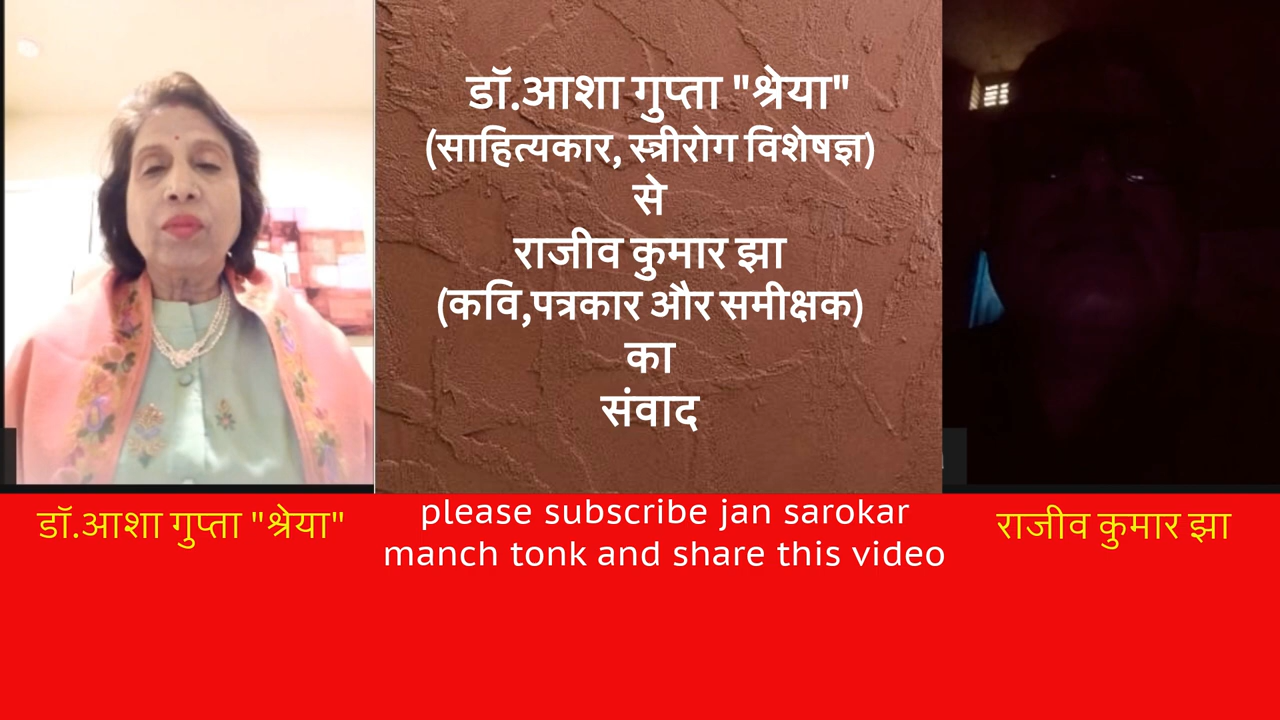 डॉ.आशा गुप्ता "श्रेया"
(साहित्यकार, स्त्रीरोग विशेषज्ञ)
से
राजीव कुमार झा
(कवि,पत्रकार और समीक्षक)
का
संवाद
डॉ.आशा गुप्ता "श्रेया"
please subscribe jan sarokar
manch tonk and share this video
राजीव कुमार झा